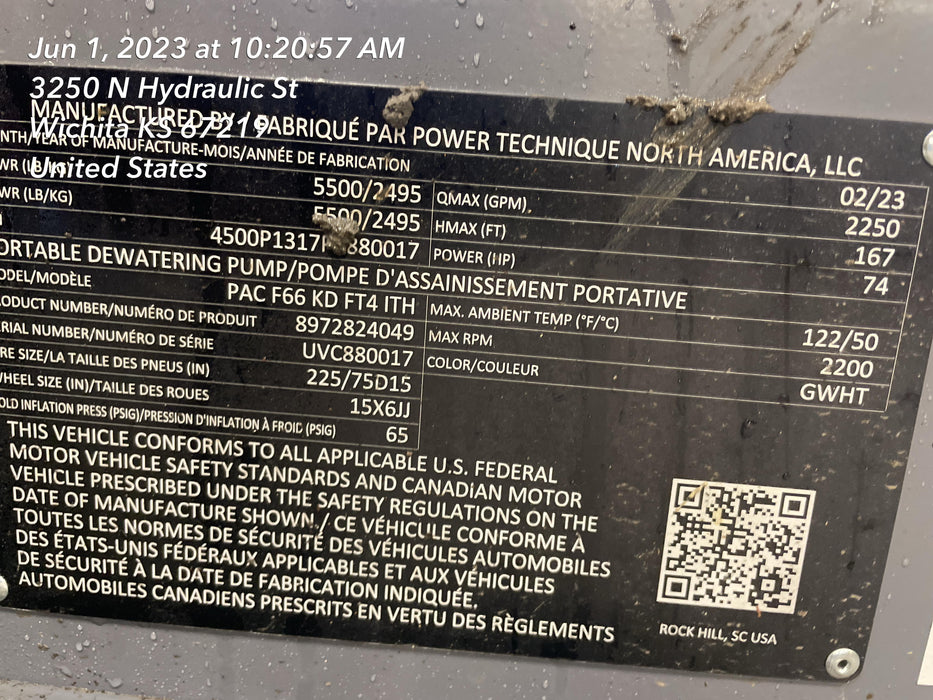 Jun 1, 2023 at 10:20:57 AM
3250 N Hydraulic St
Wichita KS 67219
United States
MANUFACTURED BY / FABRIQUÉ PAR POWER TECHNIQUE NORTH AMERICA, LLC
NTH/YEAR OF MANUFACTURE-MOIS/ANNÉE DE FABRICATION 02/23
WR (LB/KG) 5500/2495 QMAX (GPM) 2250
WR (LB/KG) 5500/2495 HMAX (FT) 167
4500P1317 880017 POWER (HP) 74
ORTABLE DEWATERING PUMP/POMPE D'ASSAINISSEMENT PORTATIVE
ODEL/MODÈLE PAC F66 KD FT4 ITH MAX. AMBIENT TEMP (°F/°C) 122/50
ODUCT NUMBER/NUMÉRO DE PRODUIT 8972824049 MAX RPM 2200
RIAL NUMBER/NUMÉRO DE SÉRIE UVC880017 COLOR/COULEUR GWHT
RE SIZE/LA TAILLE DES PNEUS (IN) 225/75D15
HEEL SIZE (IN)/TAILLE DES ROUES 15X6JJ
OLD INFLATION PRESS (PSIG)/PRESSION D'INFLATION À FROID (PSIG) 65
THIS VEHICLE CONFORMS TO ALL APPLICABLE U.S. FEDERAL
MOTOR VEHICLE SAFETY STANDARDS AND CANADIAN MOTOR
VEHICLE PRESCRIBED UNDER THE SAFETY REGULATIONS ON THE
DATE OF MANUFACTURE SHOWN / CE VÉHICULE CONFORME À
TOUTES LES NORMES DE SÉCURITÉ DES VÉHICULES AUTOMOBILES
DES ÉTATS-UNIS FÉDÉRAUX APPLICABLES ET AUX VÉHICULES
DE SÉCURITÉ À LA DATE DE FABRICATION INDIQUÉE.
AUTOMOBILES CANADIENS PRESCRITS EN VERTU DES RÈGLEMENTS
ROCK HILL, SC USA